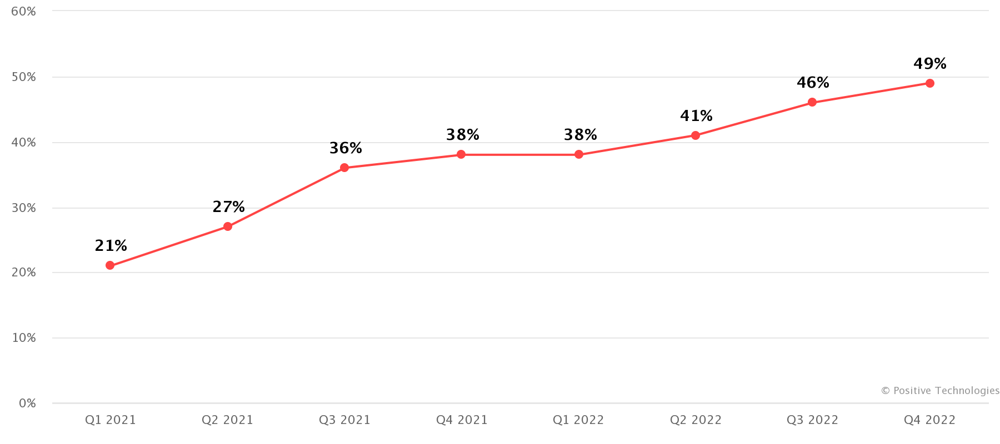 60%
50%
40%
30%
20%
10%
0%
21%
27%
36%
38%
38%
41%
46%
49%
© Positive Technologies
Q1 2021
Q2 2021
Q3 2021
Q4 2021
Q1 2022
Q2 2022
Q3 2022
Q4 2022